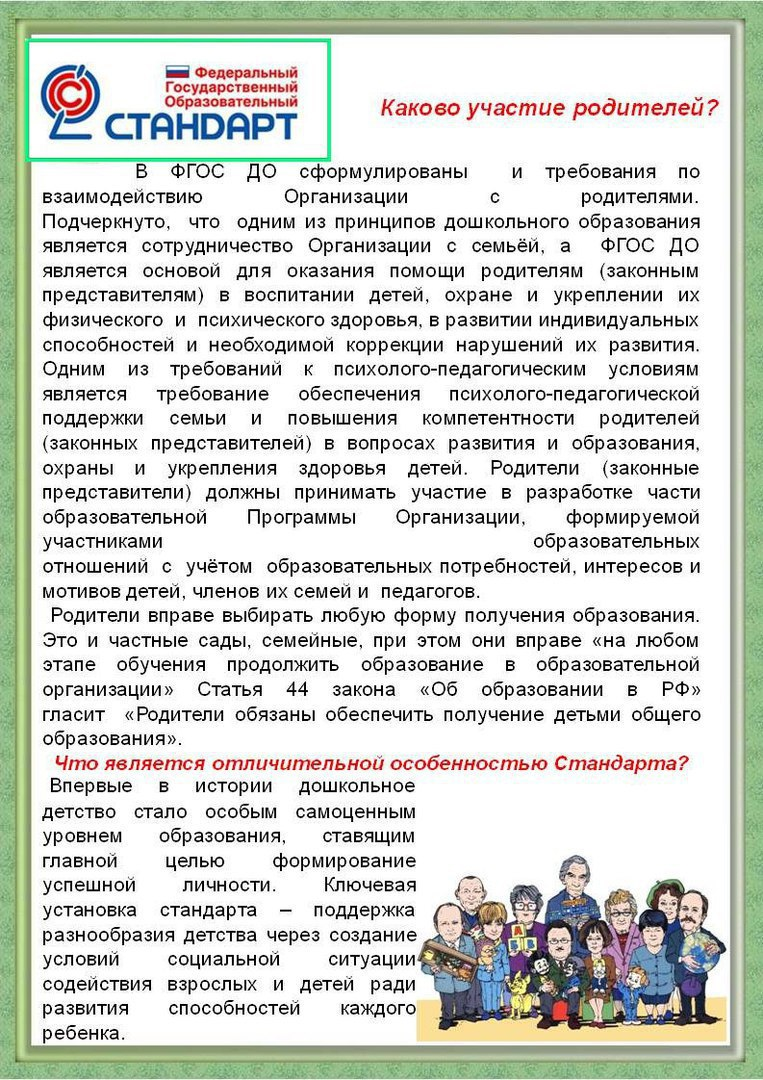 Федеральный
Государственный
Образовательный
СТАНДАРТ
Каково участие родителей?
В ФГОС ДО сформулированы и требования по
взаимодействию Организации с родителями.
Подчеркнуто, что одним из принципов дошкольного образования
является сотрудничество Организации с семьёй, а ФГОС ДО
является основой для оказания помощи родителям (законным
представителям) в воспитании детей, охране и укреплении их
физического и психического здоровья, в развитии индивидуальных
способностей и необходимой коррекции нарушений их развития.
Одним из требований к психолого-педагогическим условиям
является требование обеспечения психолого-педагогической
поддержки семьи и повышения компетентности родителей
(законных представителей) в вопросах развития и образования,
охраны и укрепления здоровья детей. Родители (законные
представители) должны принимать участие в разработке части
образовательной Программы Организации, формируемой
участниками образовательных
отношений с учётом образовательных потребностей, интересов и
мотивов детей, членов их семей и педагогов.
Родители вправе выбирать любую форму получения образования.
Это и частные сады, семейные, при этом они вправе «на любом
этапе обучения продолжить образование в образовательной
организации» Статья 44 закона «Об образовании в РФ»
гласит «Родители обязаны обеспечить получение детьми общего
образования».
Что является отличительной особенностью Стандарта?
Впервые в истории дошкольное
детство стало особым самоценным
уровнем образования, ставящим
главной целью формирование
успешной личности. Ключевая
установка стандарта – поддержка
разнообразия детства через создание
условий социальной ситуации
содействия взрослых и детей ради
развития способностей каждого
ребенка.
А
Б В